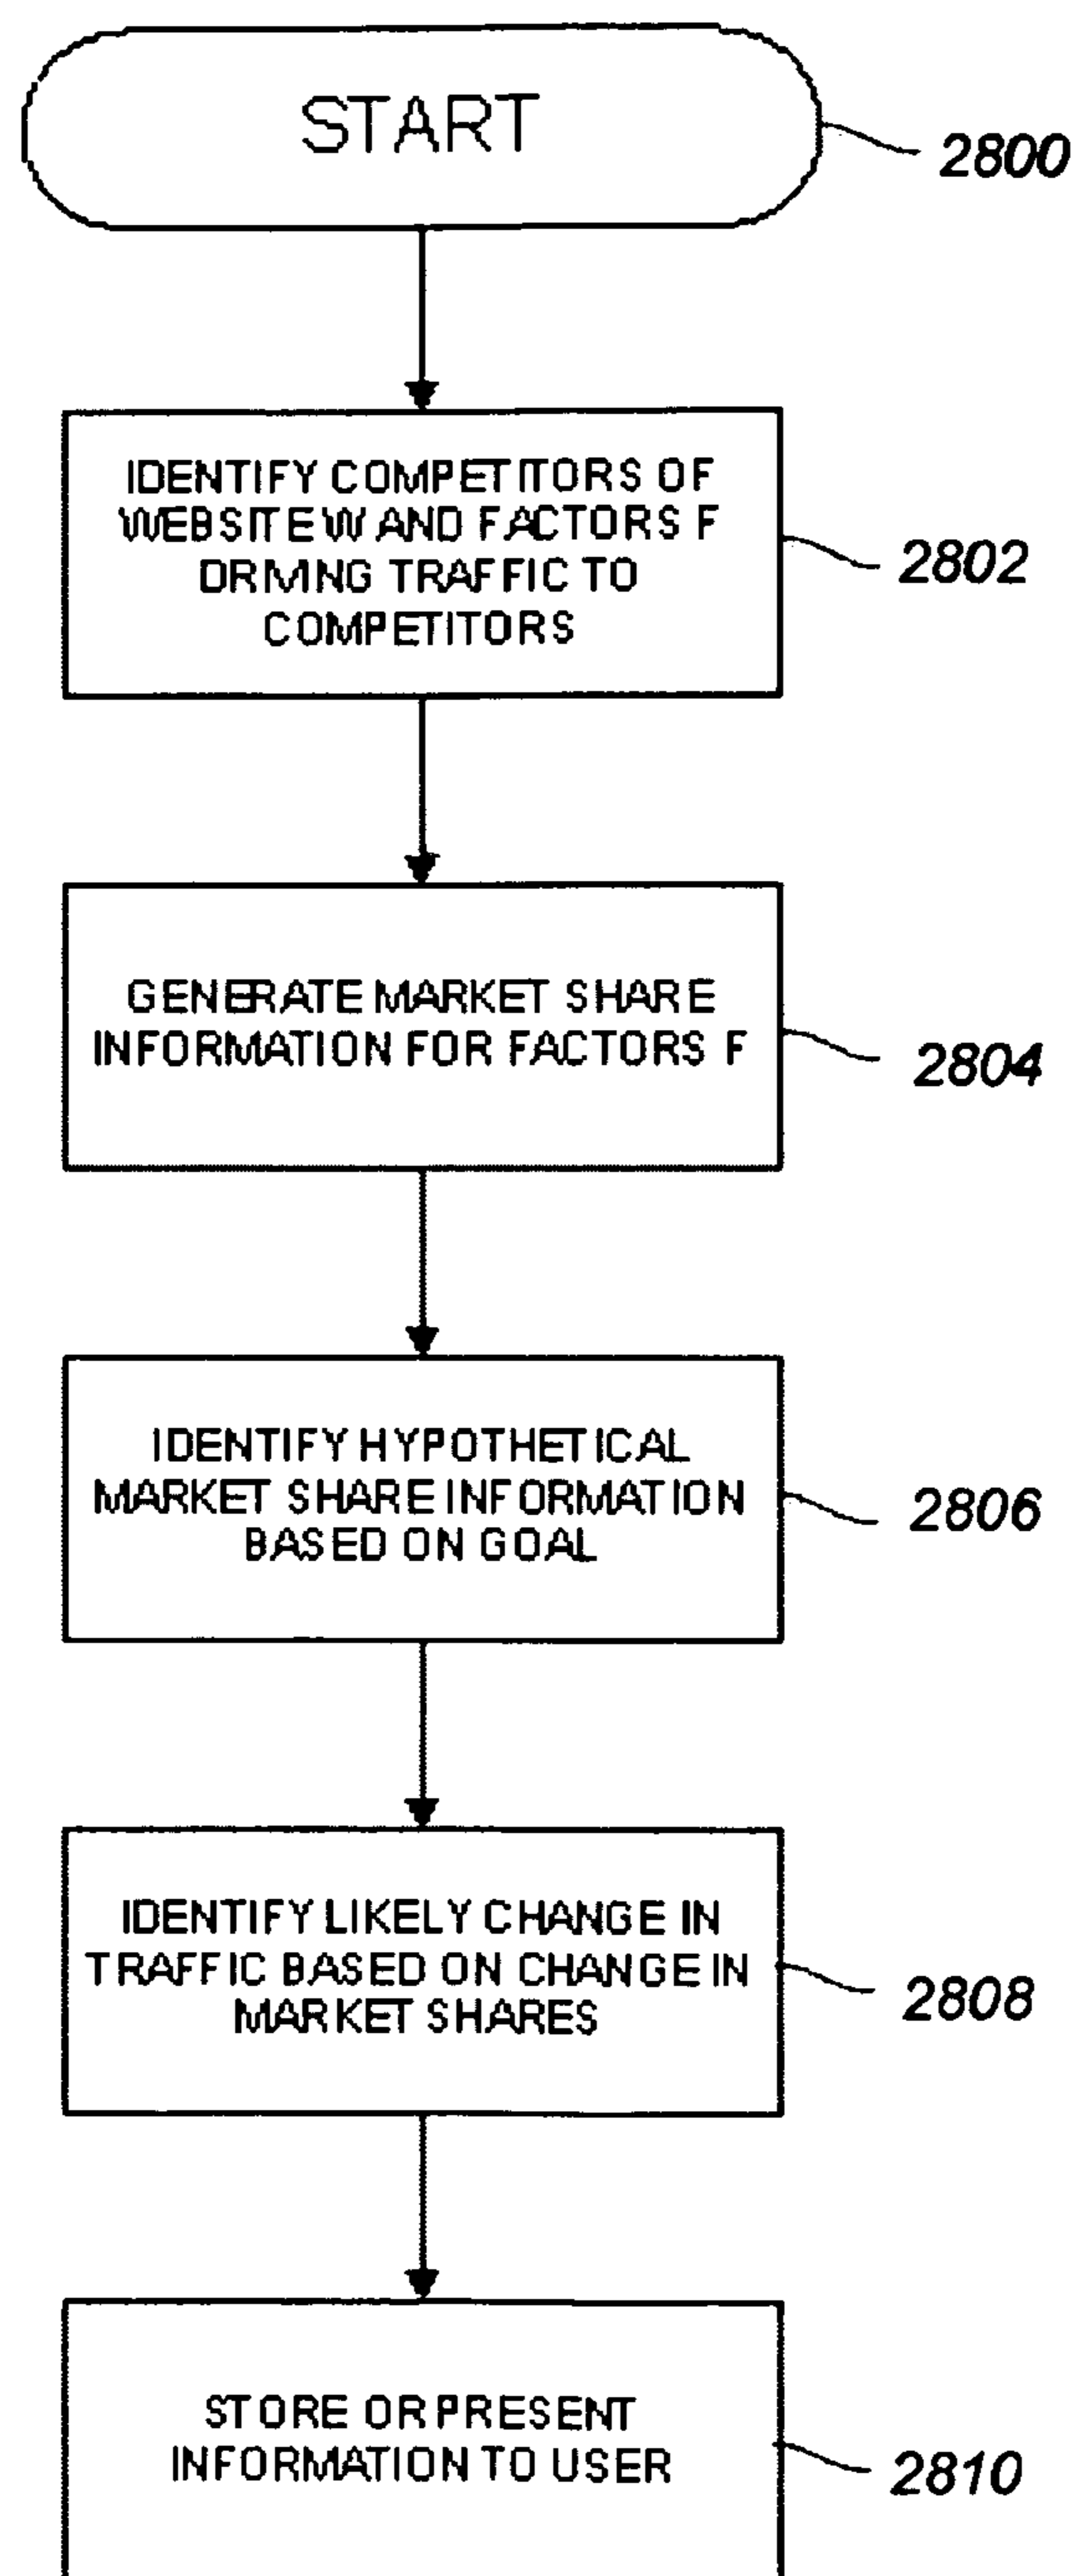 START
2800
IDENTIFY COMPETITORS OF
WEBSITE W AND FACTORS F
DRIVING TRAFFIC TO
COMPETITORS
2802
GENERATE MARKET SHARE
INFORMATION FOR FACTORS F
2804
IDENTIFY HYPOTHETICAL
MARKET SHARE INFORMATION
BASED ON GOAL
2806
IDENTIFY LIKELY CHANGE IN
TRAFFIC BASED ON CHANGE IN
MARKET SHARES
2808
STORE OR PRESENT
INFORMATION TO USER
2810